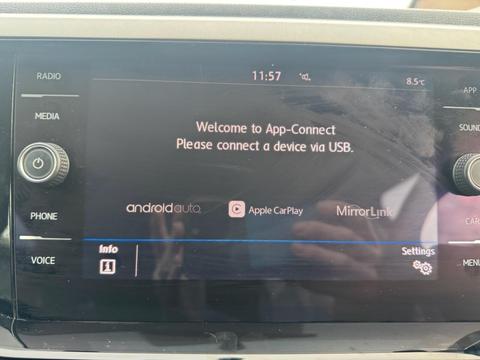 RADIO
MEDIA
PHONE
VOICE
11:57
8.5°C
Welcome to App-Connect
Please connect a device via USB.
androidauto
Apple CarPlay
MirrorLink
Info
Settings
APP
SOUND
CAR
MENU